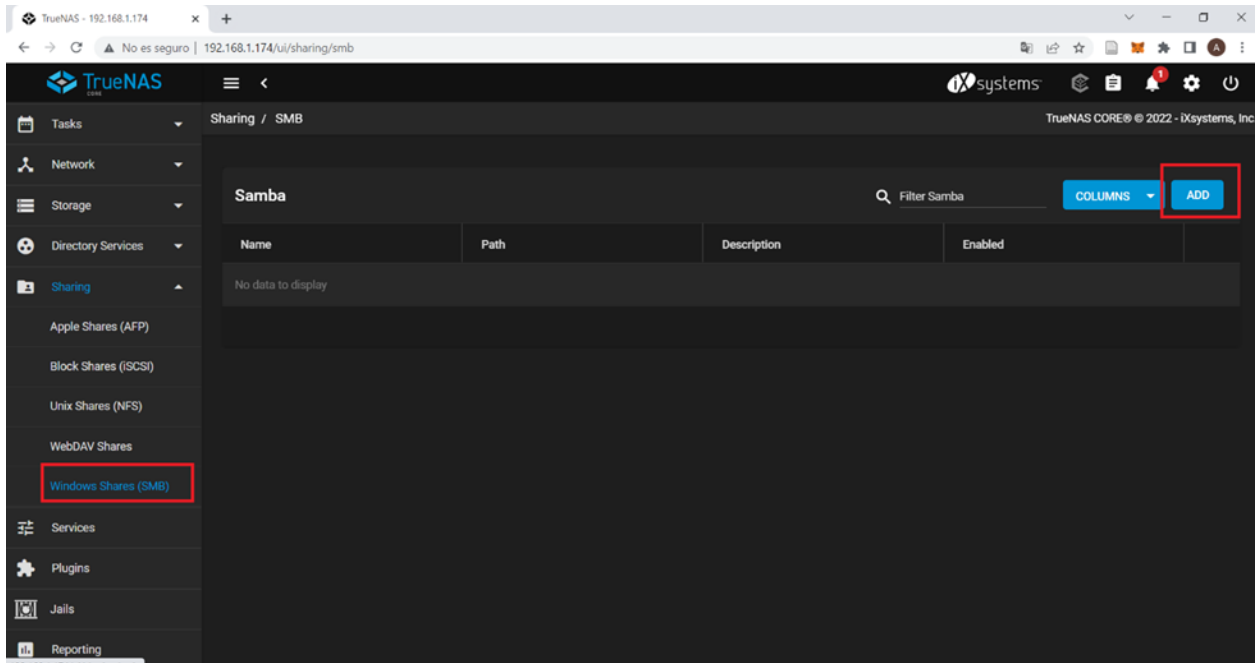 TrueNAS - 192.168.1.174
No es seguro | 192.168.1.174/ui/sharing/smb
A
TrueNAS
CORE
iXsystems
1
Sharing / SMB
TrueNAS CORE® © 2022 - iXsystems, Inc
Tasks
Network
Storage
Directory Services
Sharing
Apple Shares (AFP)
Block Shares (iSCSI)
Unix Shares (NFS)
WebDAV Shares
Windows Shares (SMB)
Services
Plugins
Jails
Reporting
Samba
Filter Samba
COLUMNS
ADD
Name Path Description Enabled
No data to display